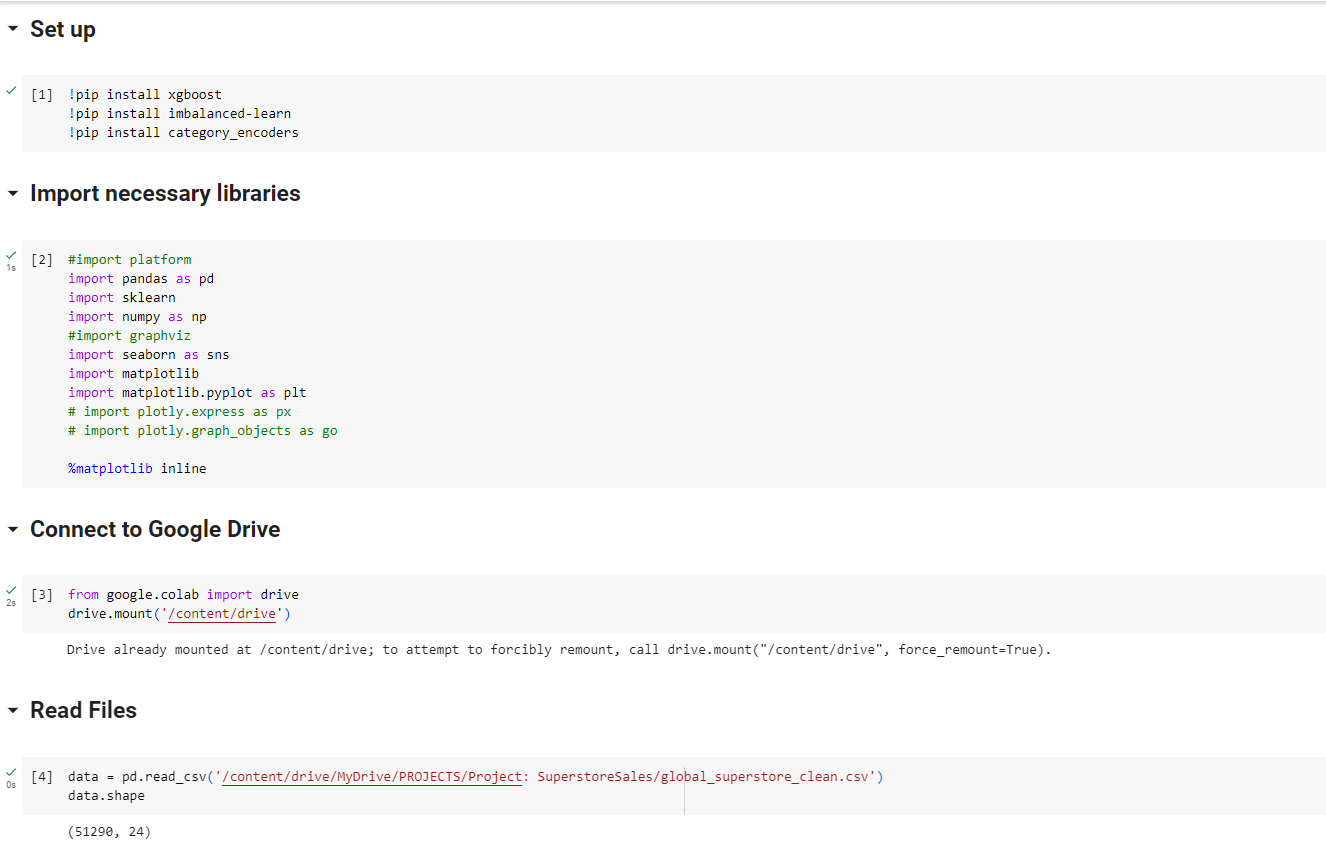 Set up
[1] !pip install xgboost
!pip install imbalanced-learn
!pip install category_encoders
Import necessary libraries
1s
[2] #import platform
import pandas as pd
import sklearn
import numpy as np
#import graphviz
import seaborn as sns
import matplotlib
import matplotlib.pyplot as plt
# import plotly.express as px
# import plotly.graph_objects as go
%matplotlib inline
Connect to Google Drive
2s
[3] from google.colab import drive
drive.mount('/content/drive')
Drive already mounted at /content/drive; to attempt to forcibly remount, call drive.mount("/content/drive", force_remount=True).
Read Files
0s
[4] data = pd.read_csv('/content/drive/MyDrive/PROJECTS/Project: SuperstoreSales/global_superstore_clean.csv')
data.shape
(51290, 24)